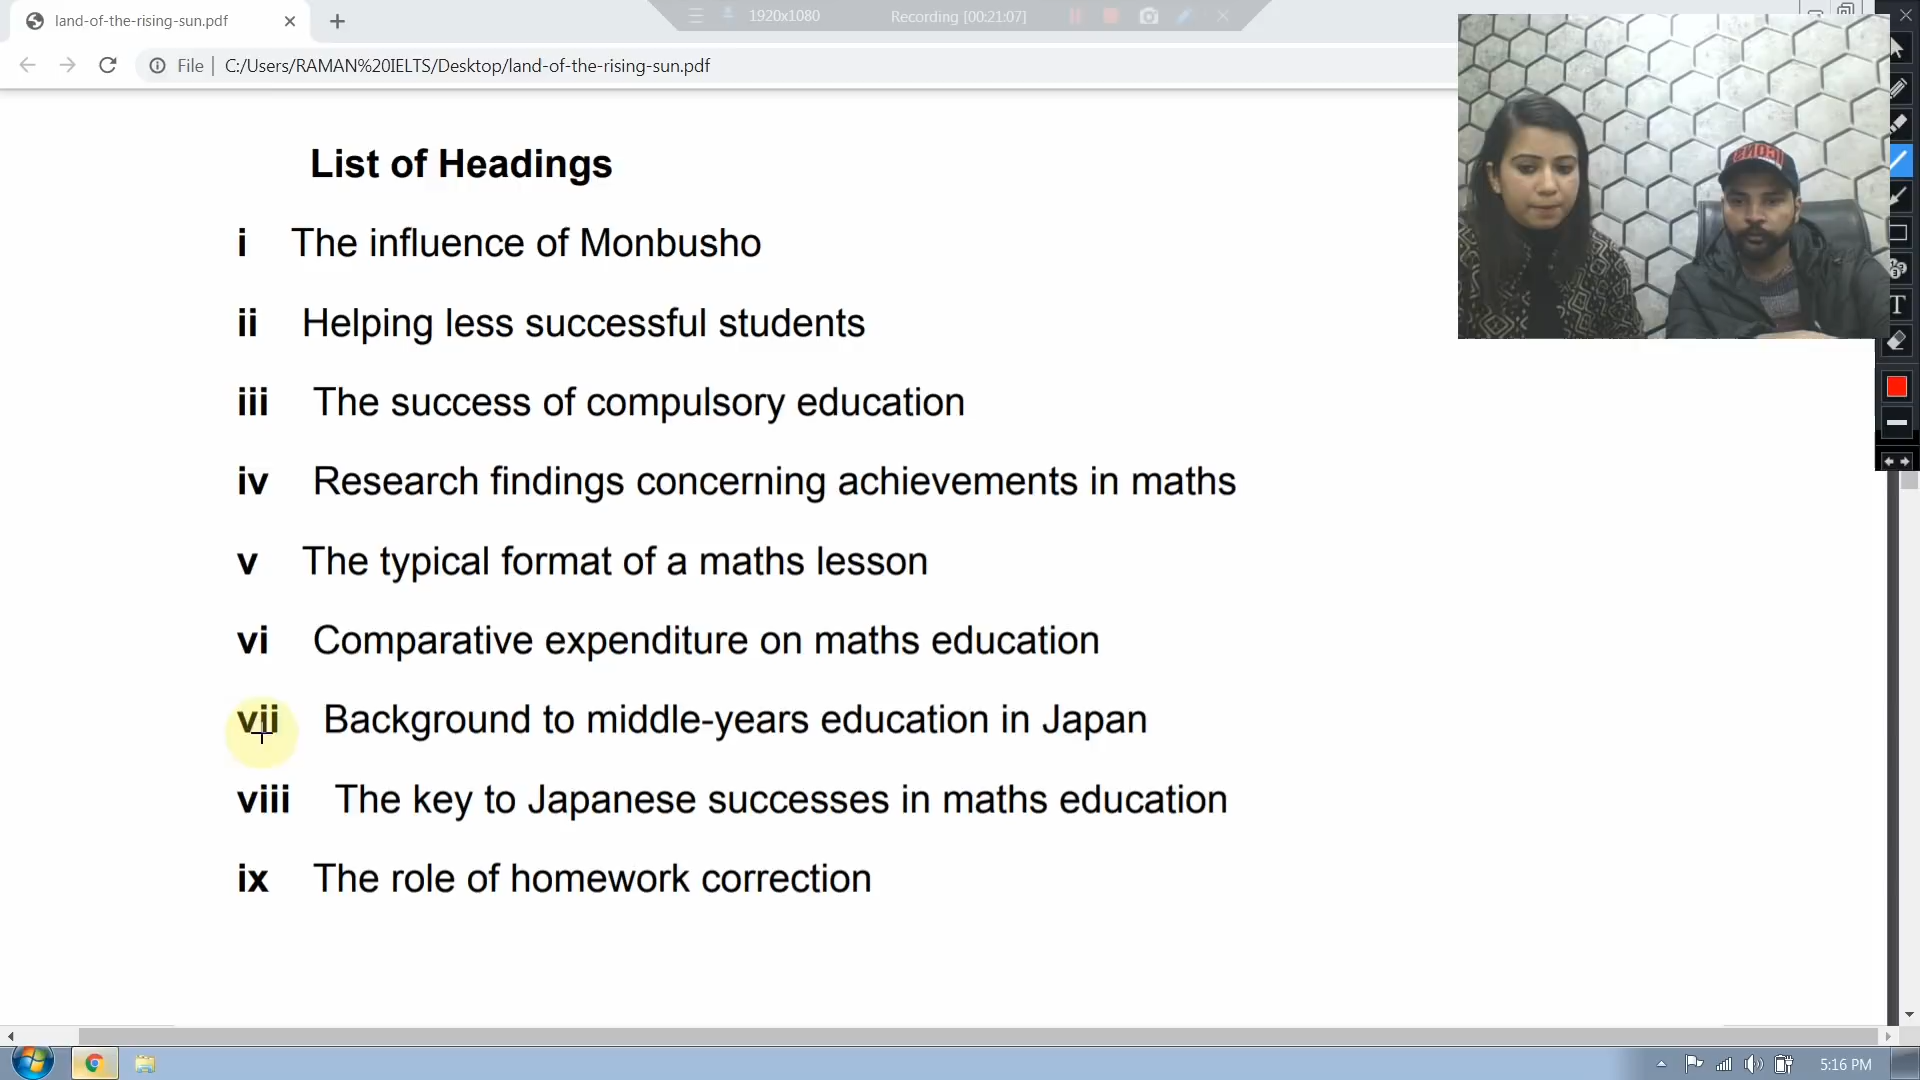 land-of-the-rising-sun.pdf
1920x1080
Recording [00:21:07]
File
C:/Users/RAMAN%20IELTS/Desktop/land-of-the-rising-sun.pdf
List of Headings
i The influence of Monbusho
ii Helping less successful students
iii The success of compulsory education
iv Research findings concerning achievements in maths
v The typical format of a maths lesson
vi Comparative expenditure on maths education
vii Background to middle-years education in Japan
viii The key to Japanese successes in maths education
ix The role of homework correction
5:16 PM